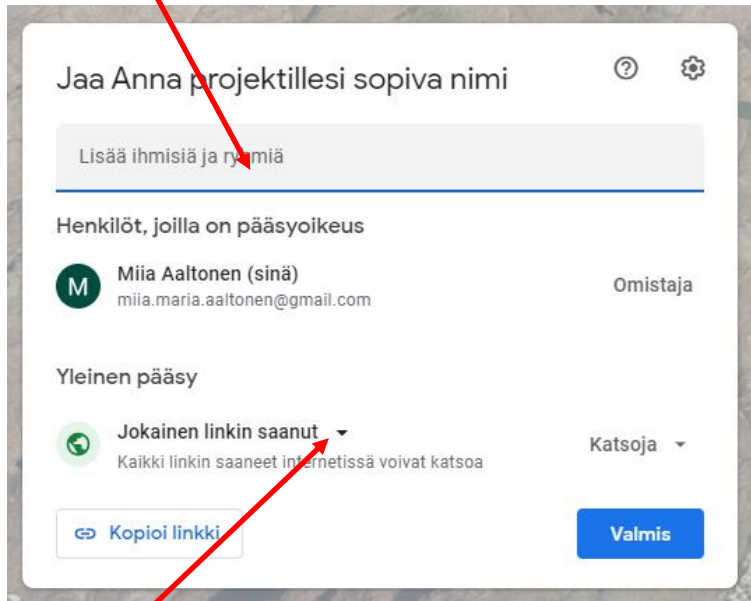 Jaa Anna projektillesi sopiva nimi
Lisää ihmisiä ja ryhmiä
Henkilöt, joilla on pääsyoikeus
M
Miia Aaltonen (sinä)
Omistaja
miia.maria.aaltonen@gmail.com
Yleinen pääsy
Jokainen linkin saanut
Katsoja
Kaikki linkin saaneet internetissä voivat katsoa
Kopioi linkki
Valmis